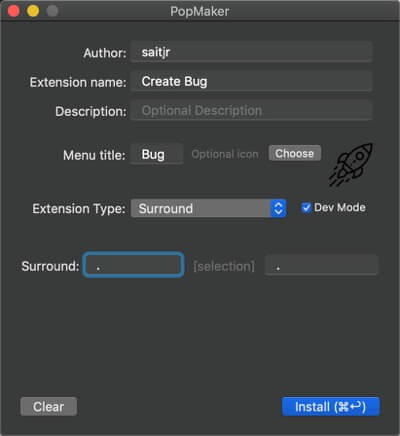 PopMaker
Author: saitjr
Extension name: Create Bug
Description: Optional Description
Menu title: Bug Optional icon Choose
Extension Type: Surround Dev Mode
Surround: . [selection] .
Clear Install (⌘↩)